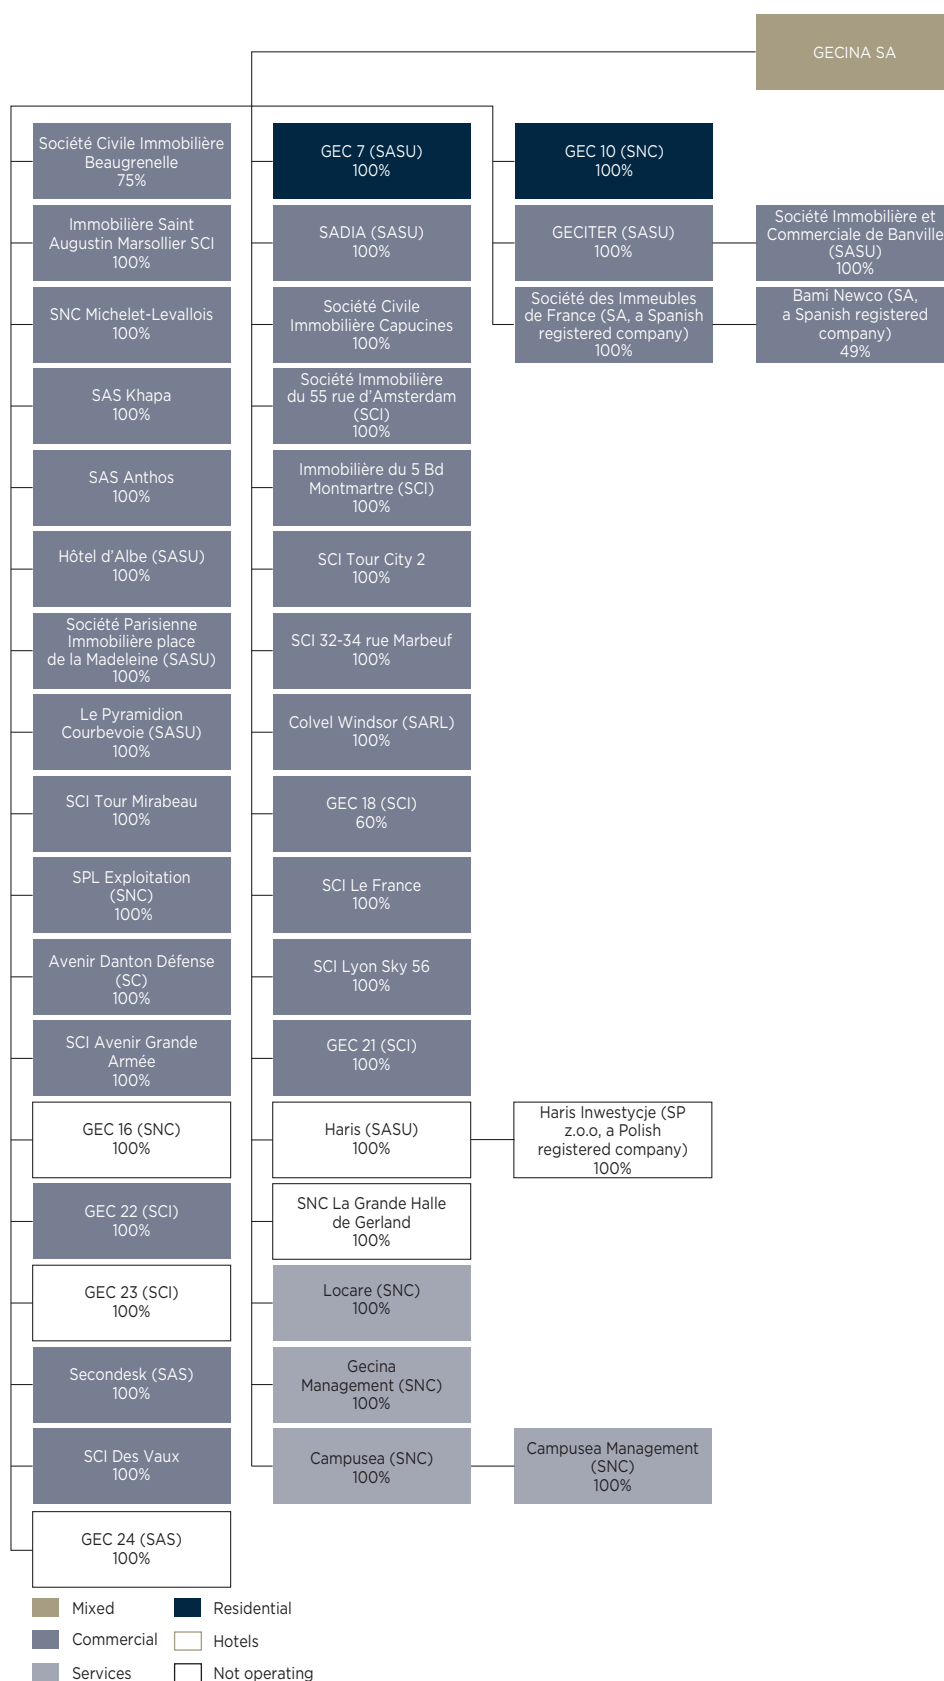 GECINA SA
Société Civile Immobilière
Beaugrenelle
75%
GEC 7 (SASU)
100%
GEC 10 (SNC)
100%
Immobilière Saint
Augustin Marsollier SCI
100%
SADIA (SASU)
100%
GECITER (SASU)
100%
Société Immobilière et
Commerciale de Banville
(SASU)
100%
SNC Michelet-Levallois
100%
Société Civile
Immobilière Capucines
100%
Société des Immeubles
de France (SA, a Spanish
registered company)
100%
Bami Newco (SA,
a Spanish registered
company)
49%
SAS Khapa
100%
Société Immobilière
du 55 rue d’Amsterdam
(SCI)
100%
SAS Anthos
100%
Immobilière du 5 Bd
Montmartre (SCI)
100%
Hôtel d’Albe (SASU)
100%
SCI Tour City 2
100%
Société Parisienne
Immobilière place
de la Madeleine (SASU)
100%
SCI 32-34 rue Marbeuf
100%
Le Pyramidion
Courbevoie (SASU)
100%
Colvel Windsor (SARL)
100%
SCI Tour Mirabeau
100%
GEC 18 (SCI)
60%
SPL Exploitation
(SNC)
100%
SCI Le France
100%
Avenir Danton Défense
(SC)
100%
SCI Lyon Sky 56
100%
SCI Avenir Grande
Armée
100%
GEC 21 (SCI)
100%
GEC 16 (SNC)
100%
Haris (SASU)
100%
Haris Inwestycje (SP
z.o.o, a Polish
registered company)
100%
GEC 22 (SCI)
100%
SNC La Grande Halle
de Gerland
100%
GEC 23 (SCI)
100%
Locare (SNC)
100%
Secondesk (SAS)
100%
Gecina
Management (SNC)
100%
SCI Des Vaux
100%
Campusea (SNC)
100%
Campusea Management
(SNC)
100%
GEC 24 (SAS)
100%
Mixed
Residential
Commercial
Hotels
Services
Not operating